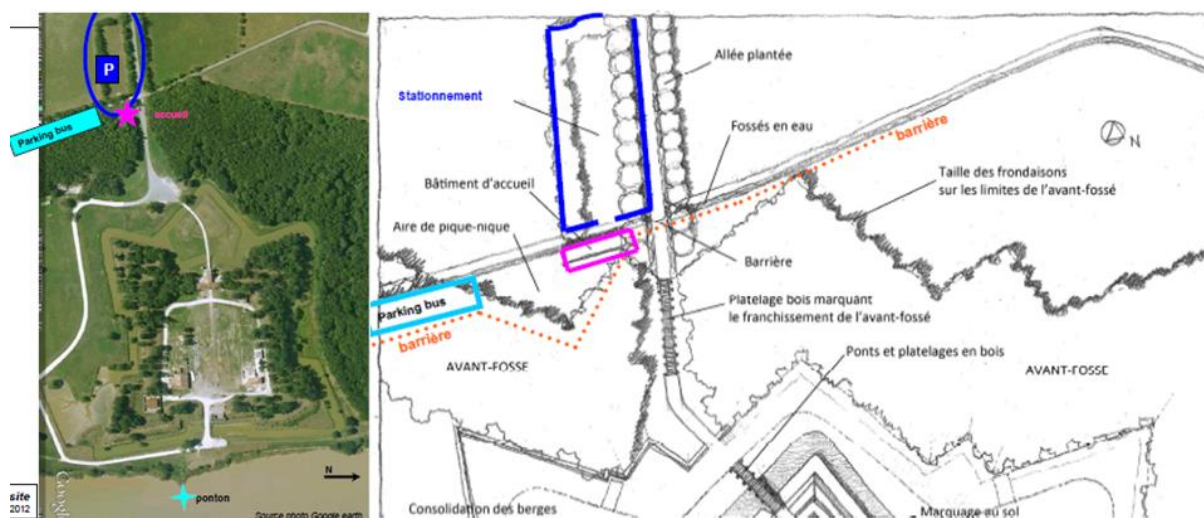 P
accueil
Parking bus
ponton
N
Google
site
2012
Source photo Google earth
Stationnement
Allée plantée
Fossés en eau
barrière
N
Taille des frondaisons
sur les limites de l'avant-fossé
Bâtiment d'accueil
Aire de pique-nique
Barrière
Parking bus
barrière
Platelage bois marquant
le franchissement de l'avant-fossé
Ponts et platelages en bois
AVANT-FOSSE
AVANT-FOSSE
Consolidation des berges
Marquage au sol